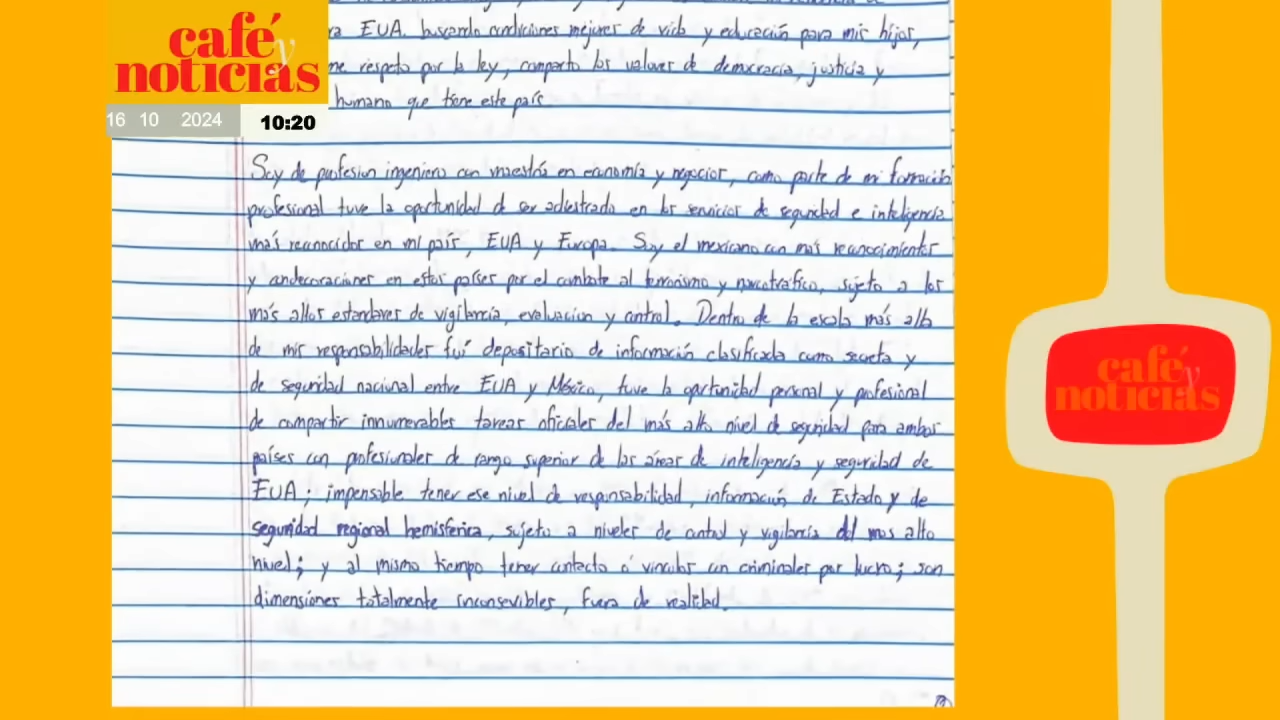 café y
noticias
16 10 2024
10:20
EUA. buscando condiciones mejores de vida y educación para mis hijos,
respeto por la ley, comparto los valores de democracia, justicia y
humano que tiene este país.
Soy de profesion ingeniero con maestría en economía y negocios, como parte de mi formación
profesional tuve la oportunidad de ser adiestrado en los servicios de seguridad e inteligencia
más reconocidos en mi país, EUA y Europa. Soy el mexicano con más reconocimientos
y condecoraciones en estos países por el combate al terrorismo y narcotráfico, sujeto a los
más altos estandares de vigilancia, evaluacion y control. Dentro de la escala más alta
de mis responsabilidades fuí depositario de información clasificada como secreta y
de seguridad nacional entre EUA y México, tuve la oportunidad personal y profesional
de compartir innumerables tareas oficiales del más alto nivel de seguridad para ambos
países con profesionales de rango superior de las áreas de inteligencia y seguridad de
EUA; impensable tener ese nivel de responsabilidad, información de Estado y de
seguridad regional hemisferica, sujeto a niveles de control y vigilancia del mas alto
nivel; y al mismo tiempo tener contacto ó vinculos con criminales por lucro; son
dimensiones totalmente inconsevibles, fuera de realidad.
café y
noticias